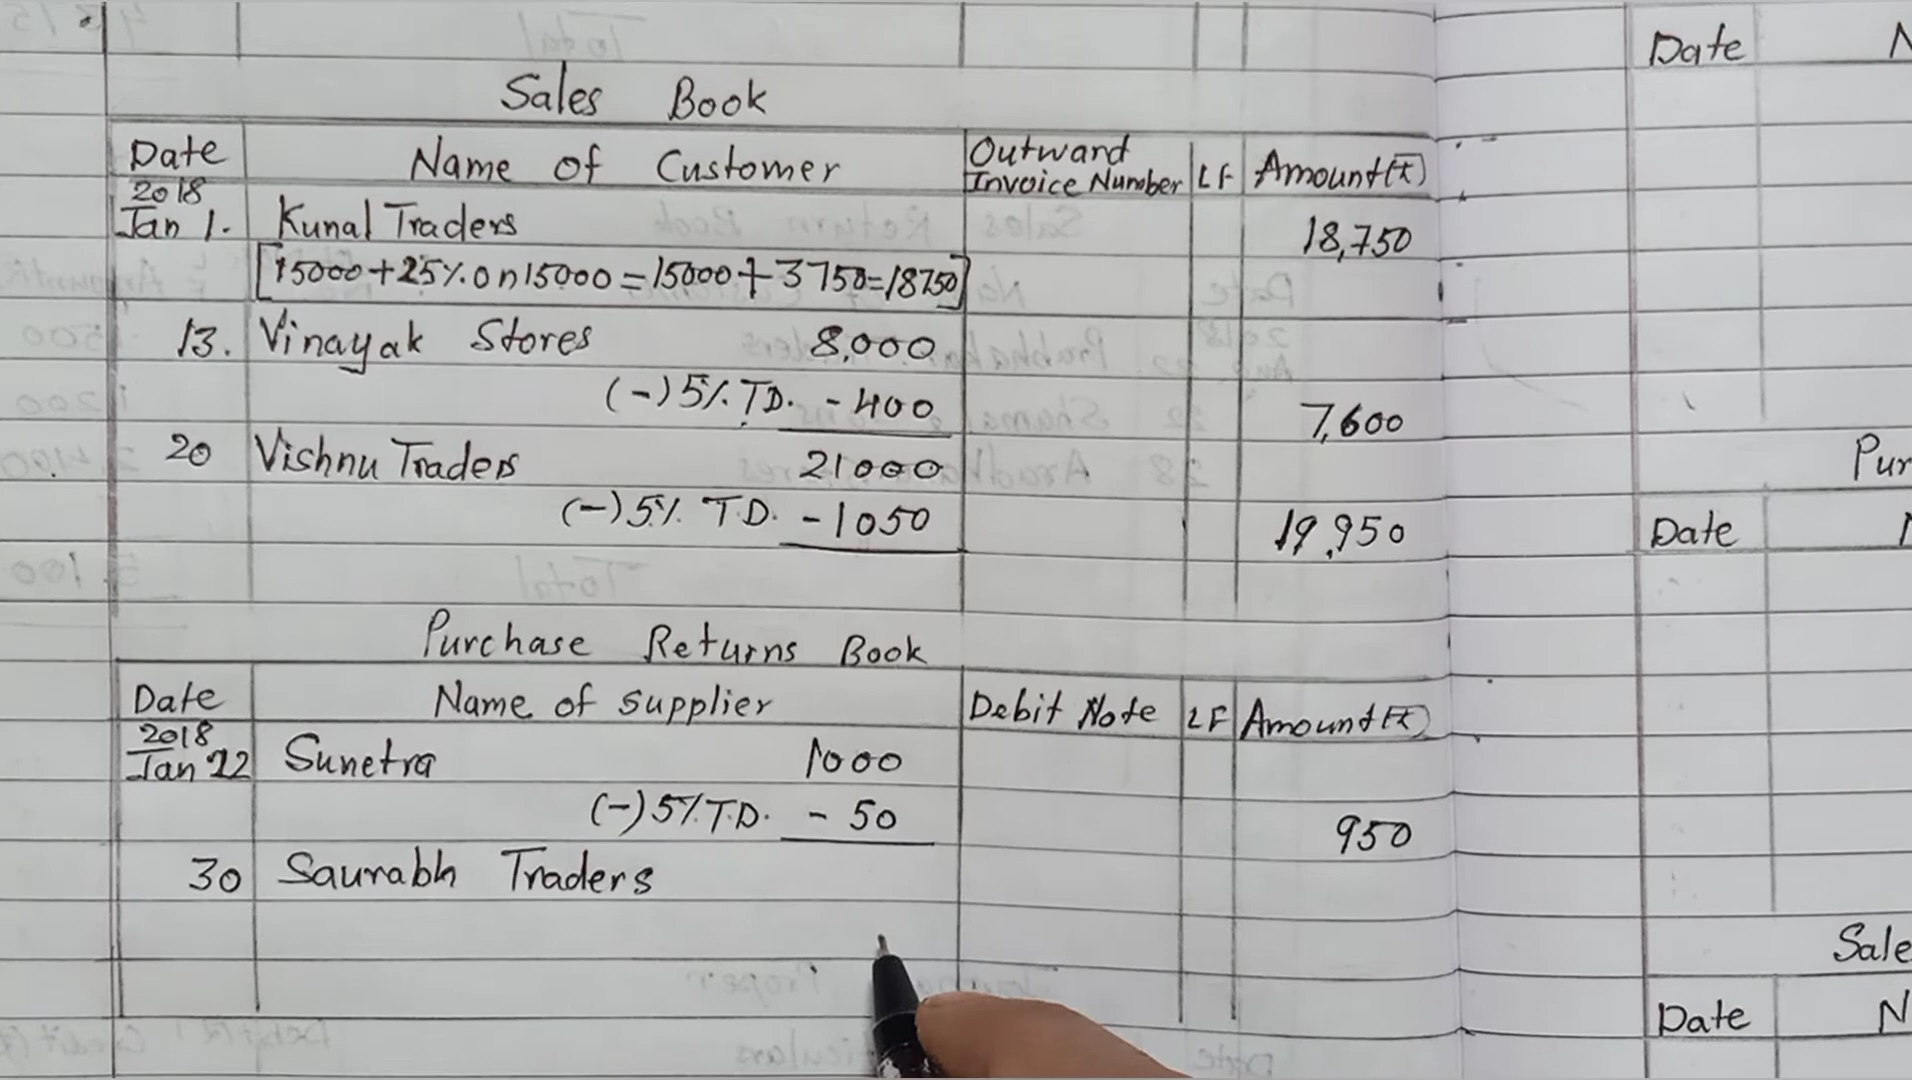 Sales Book
Date Name of Customer Outward Invoice Number LF Amount(₹)
2018
Jan 1. Kunal Traders 18,750
[15000+25%.on15000=15000+3750=18750]
13. Vinayak Stores 8,000
(-)5%.TD. -400 7,600
20 Vishnu Traders 21000
(-)5%. T.D. -1050 19,950
Purchase Returns Book
Date Name of supplier Debit Note LF Amount(₹)
2018
Jan 22 Sunetra 1000
(-)5%T.D. - 50 950
30 Saurabh Traders
Date N
Pur
Date
Sale
Date N